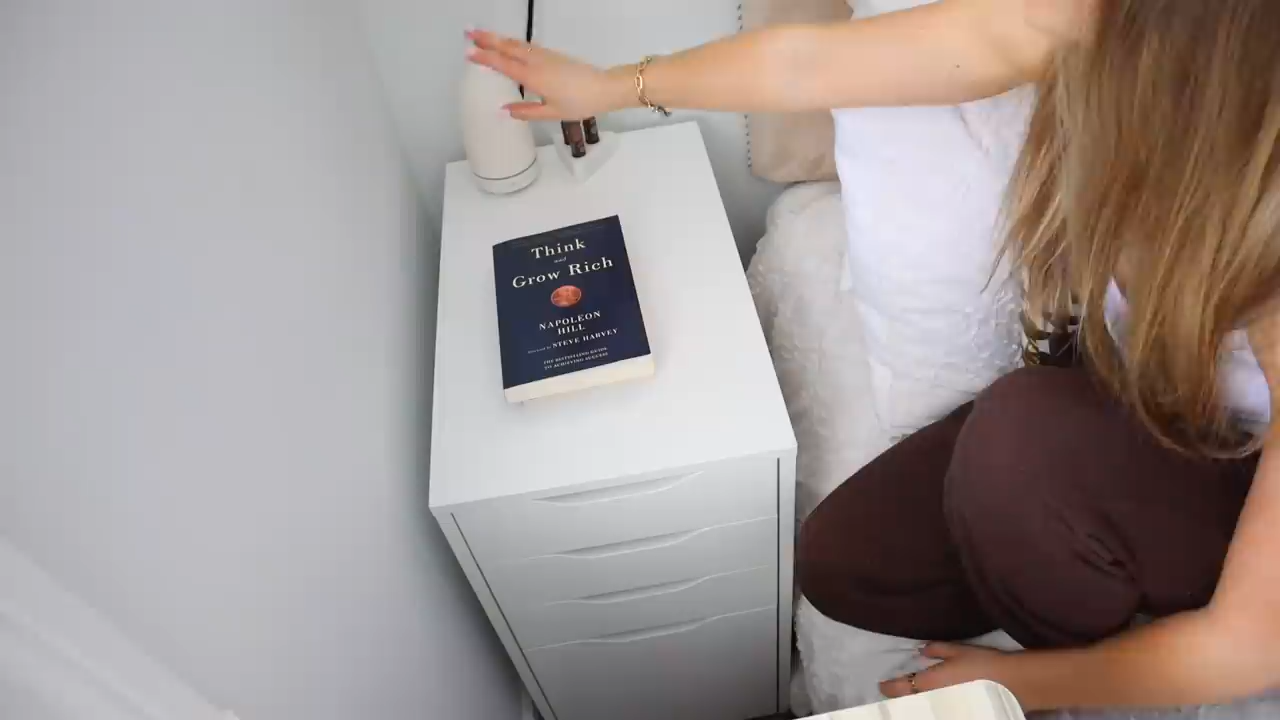 Think
and
Grow Rich
NAPOLEON
HILL
STEVE HARVEY
THE BESTSELLING GUIDE
TO ACHIEVING SUCCESS